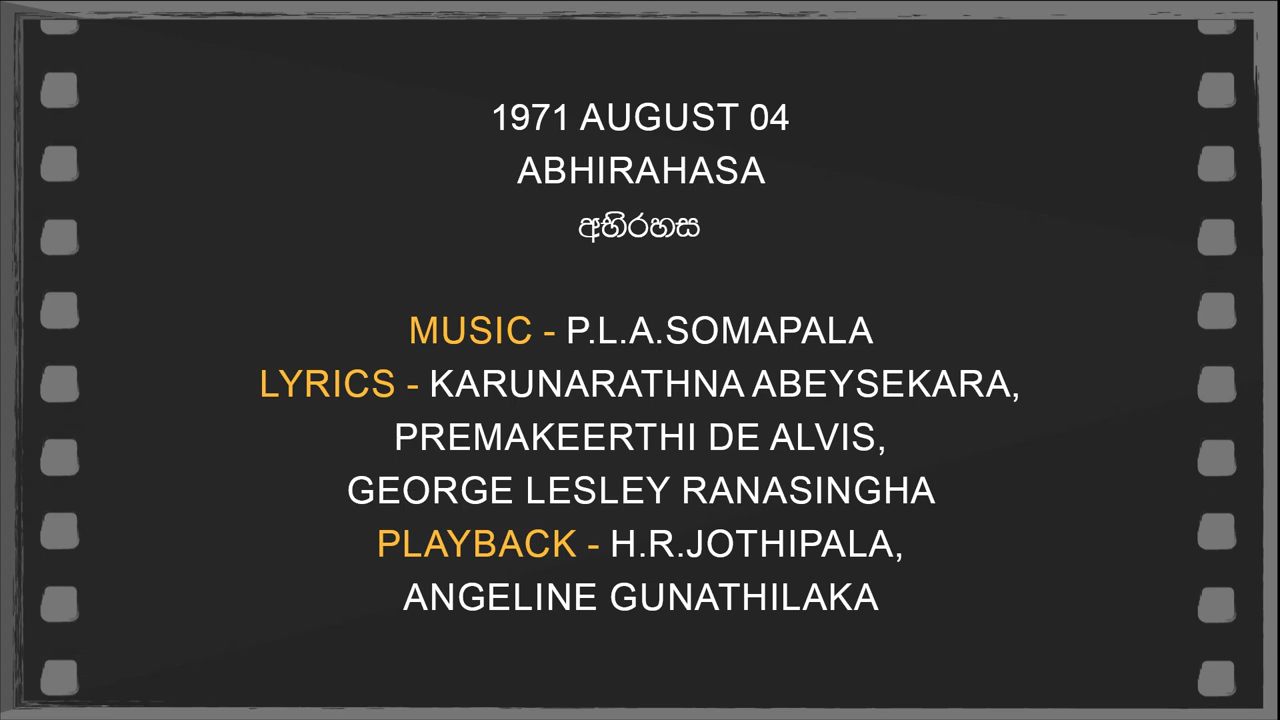 1971 AUGUST 04
ABHIRAHASA
අභිරහස
MUSIC - P.L.A.SOMAPALA
LYRICS - KARUNARATHNA ABEYSEKARA,
PREMAKEERTHI DE ALVIS,
GEORGE LESLEY RANASINGHA
PLAYBACK - H.R.JOTHIPALA,
ANGELINE GUNATHILAKA